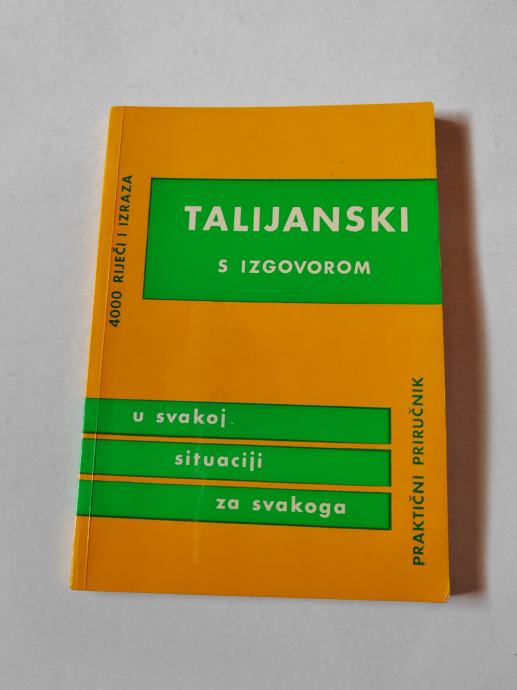 4000 RIJEČI I IZRAZA
TALIJANSKI
S IZGOVOROM
u svakoj
situaciji
za svakoga
PRAKTIČNI PRIRUČNIK